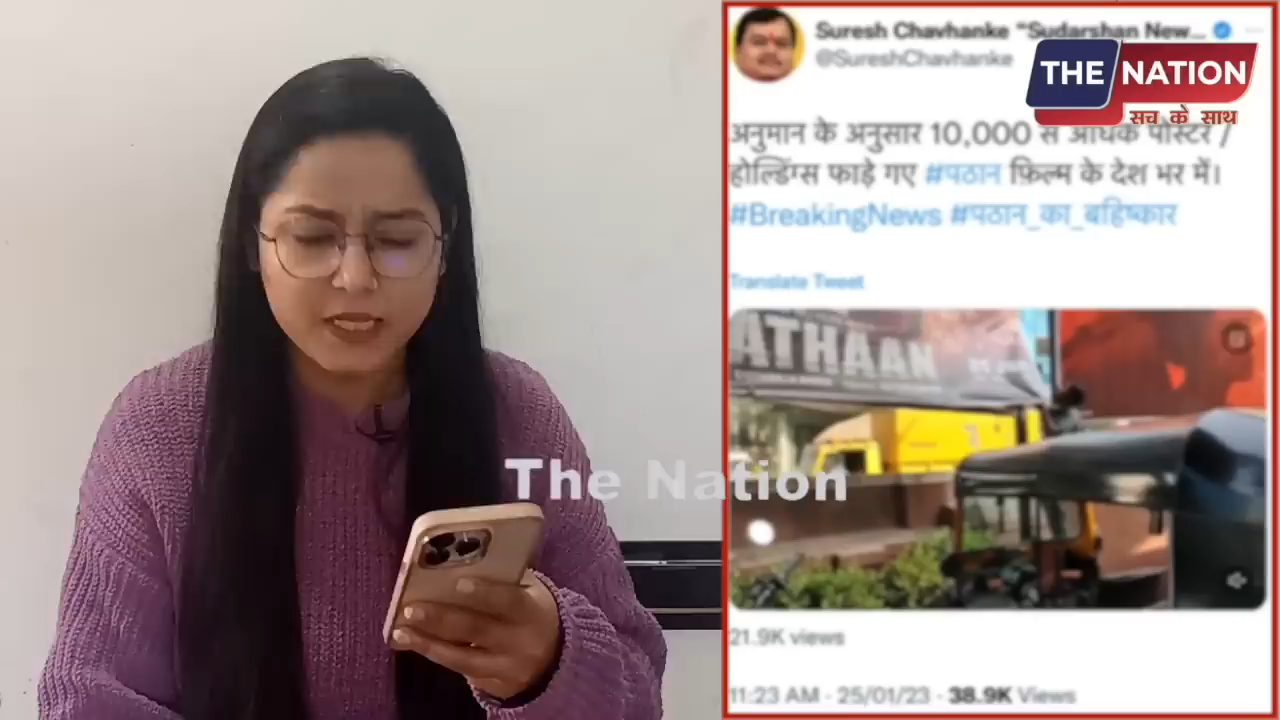 Suresh Chavhanke "Sudarshan New...
@SureshChavhanke
THE NATION
सच के साथ
अनुमान के अनुसार 10,000 से अधिक पोस्टर /
होल्डिंग्स फाड़े गए #पठान फ़िल्म के देश भर में।
#BreakingNews #पठान_का_बहिष्कार
Translate Tweet
ATHAAN
The Nation
21.9K views
11:23 AM · 25/01/23 · 38.9K Views